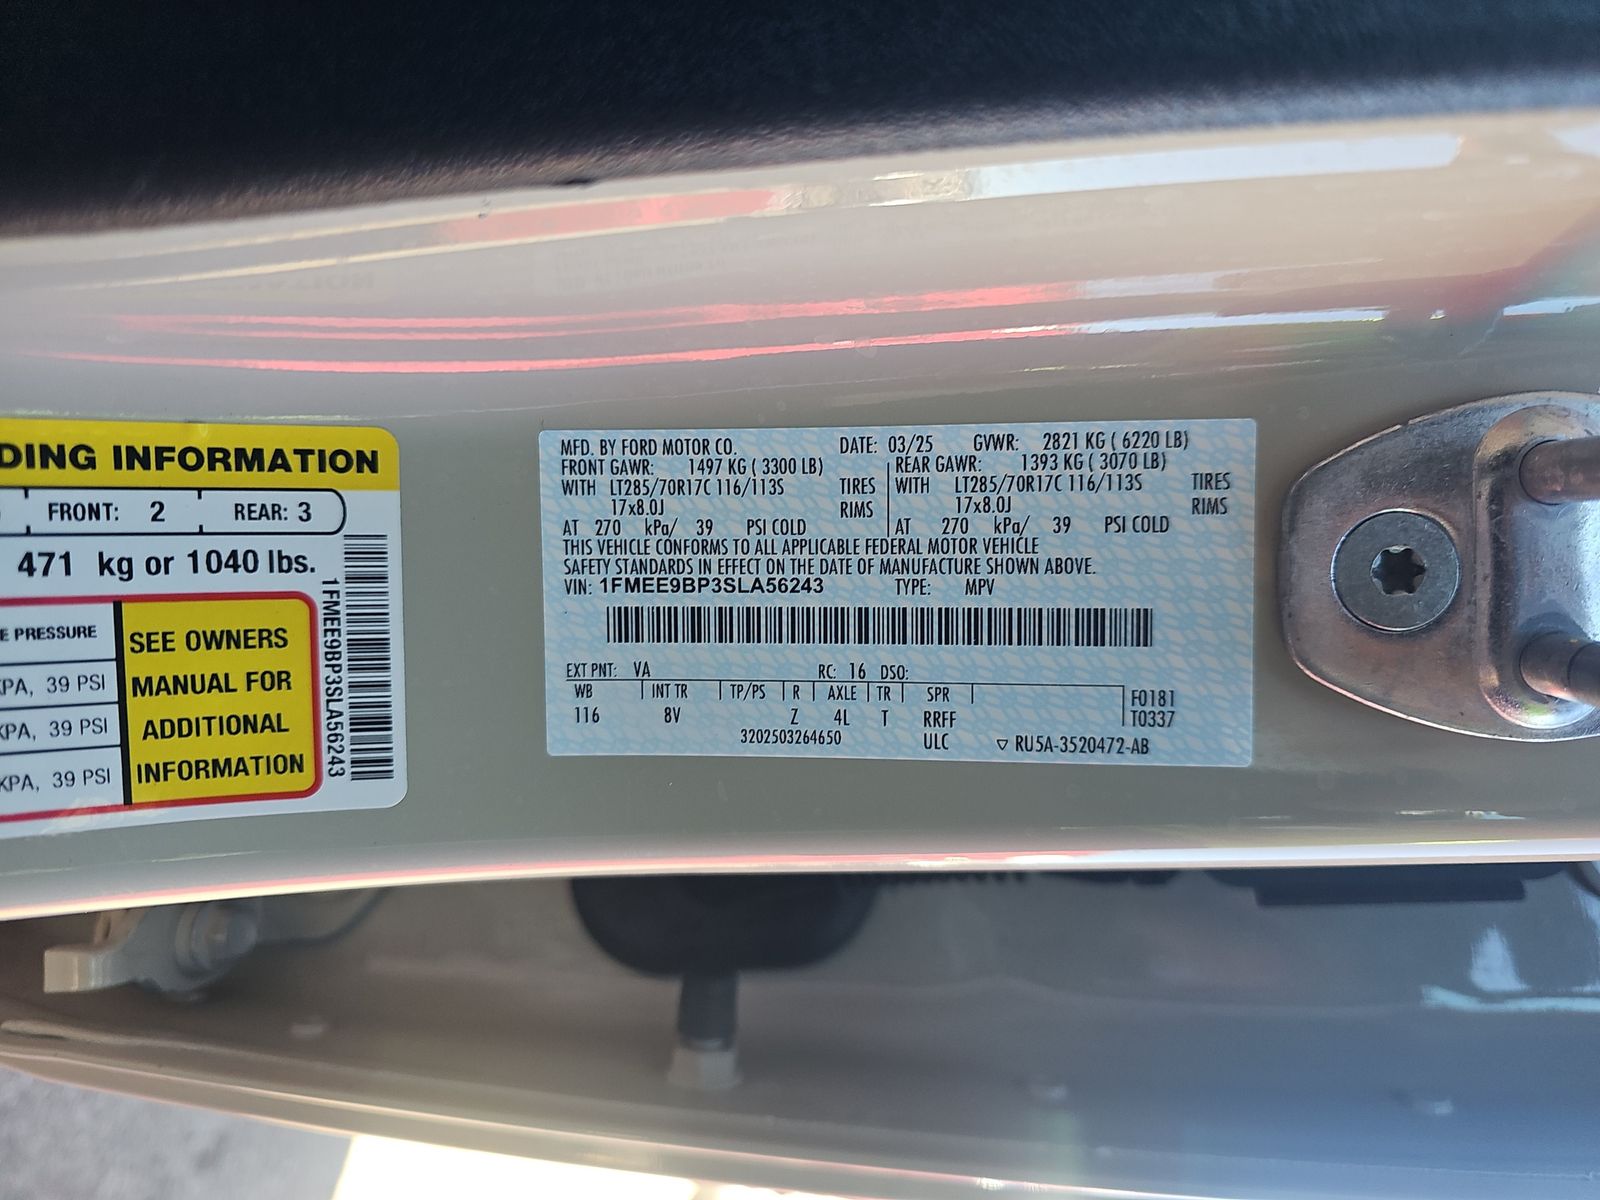 DING INFORMATION
FRONT: 2 REAR: 3
471 kg or 1040 lbs.
E PRESSURE
KPA, 39 PSI
KPA, 39 PSI
KPA, 39 PSI
SEE OWNERS
MANUAL FOR
ADDITIONAL
INFORMATION
1FMEE9BP3SLA56243
MFD. BY FORD MOTOR CO. DATE: 03/25 GVWR: 2821 KG ( 6220 LB)
FRONT GAWR: 1497 KG ( 3300 LB) REAR GAWR: 1393 KG ( 3070 LB)
WITH LT285/70R17C 116/113S TIRES WITH LT285/70R17C 116/113S TIRES
17x8.0J RIMS 17x8.0J RIMS
AT 270 kPa/ 39 PSI COLD AT 270 kPa/ 39 PSI COLD
THIS VEHICLE CONFORMS TO ALL APPLICABLE FEDERAL MOTOR VEHICLE
SAFETY STANDARDS IN EFFECT ON THE DATE OF MANUFACTURE SHOWN ABOVE.
VIN: 1FMEE9BP3SLA56243 TYPE: MPV
EXT PNT: VA RC: 16 DSO:
WB INT TR TP/PS R AXLE TR SPR F0181
116 8V Z 4L T RRFF T0337
3202503264650 ULC ▽ RU5A-3520472-AB